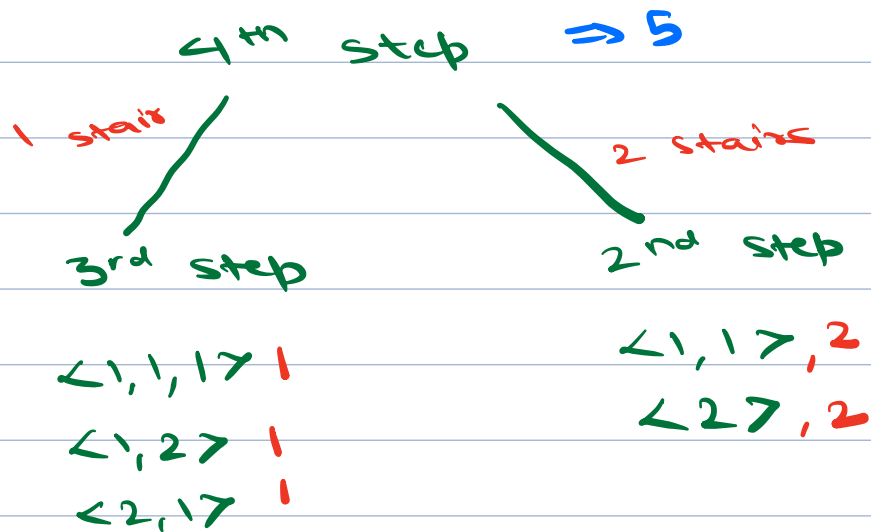 4th step ⇒ 5
1 stair
2 stairs
3rd step
2nd step
<1,1,1> 1
<1,2> 1
<2,1> 1
<1,1>,2
<2>,2